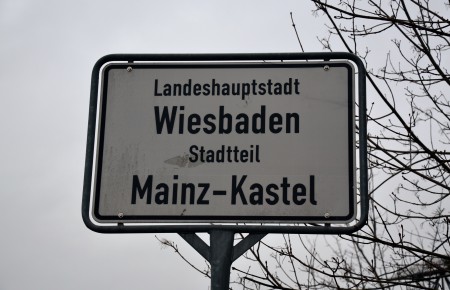 Landeshauptstadt
Wiesbaden
Stadtteil
Mainz-Kastel